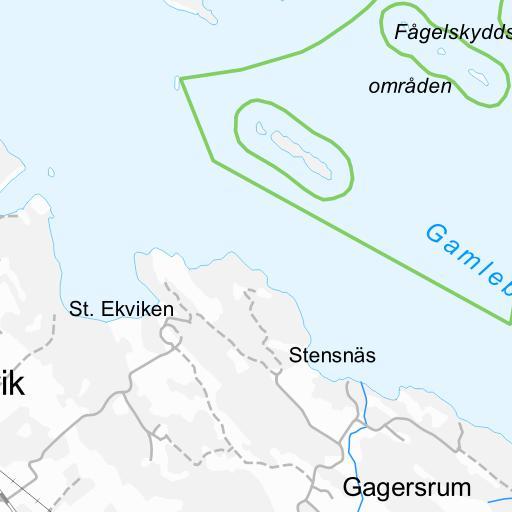 Fågelskydds
områden
Gamleb
St. Ekviken
Stensnäs
ik
Gagersrum